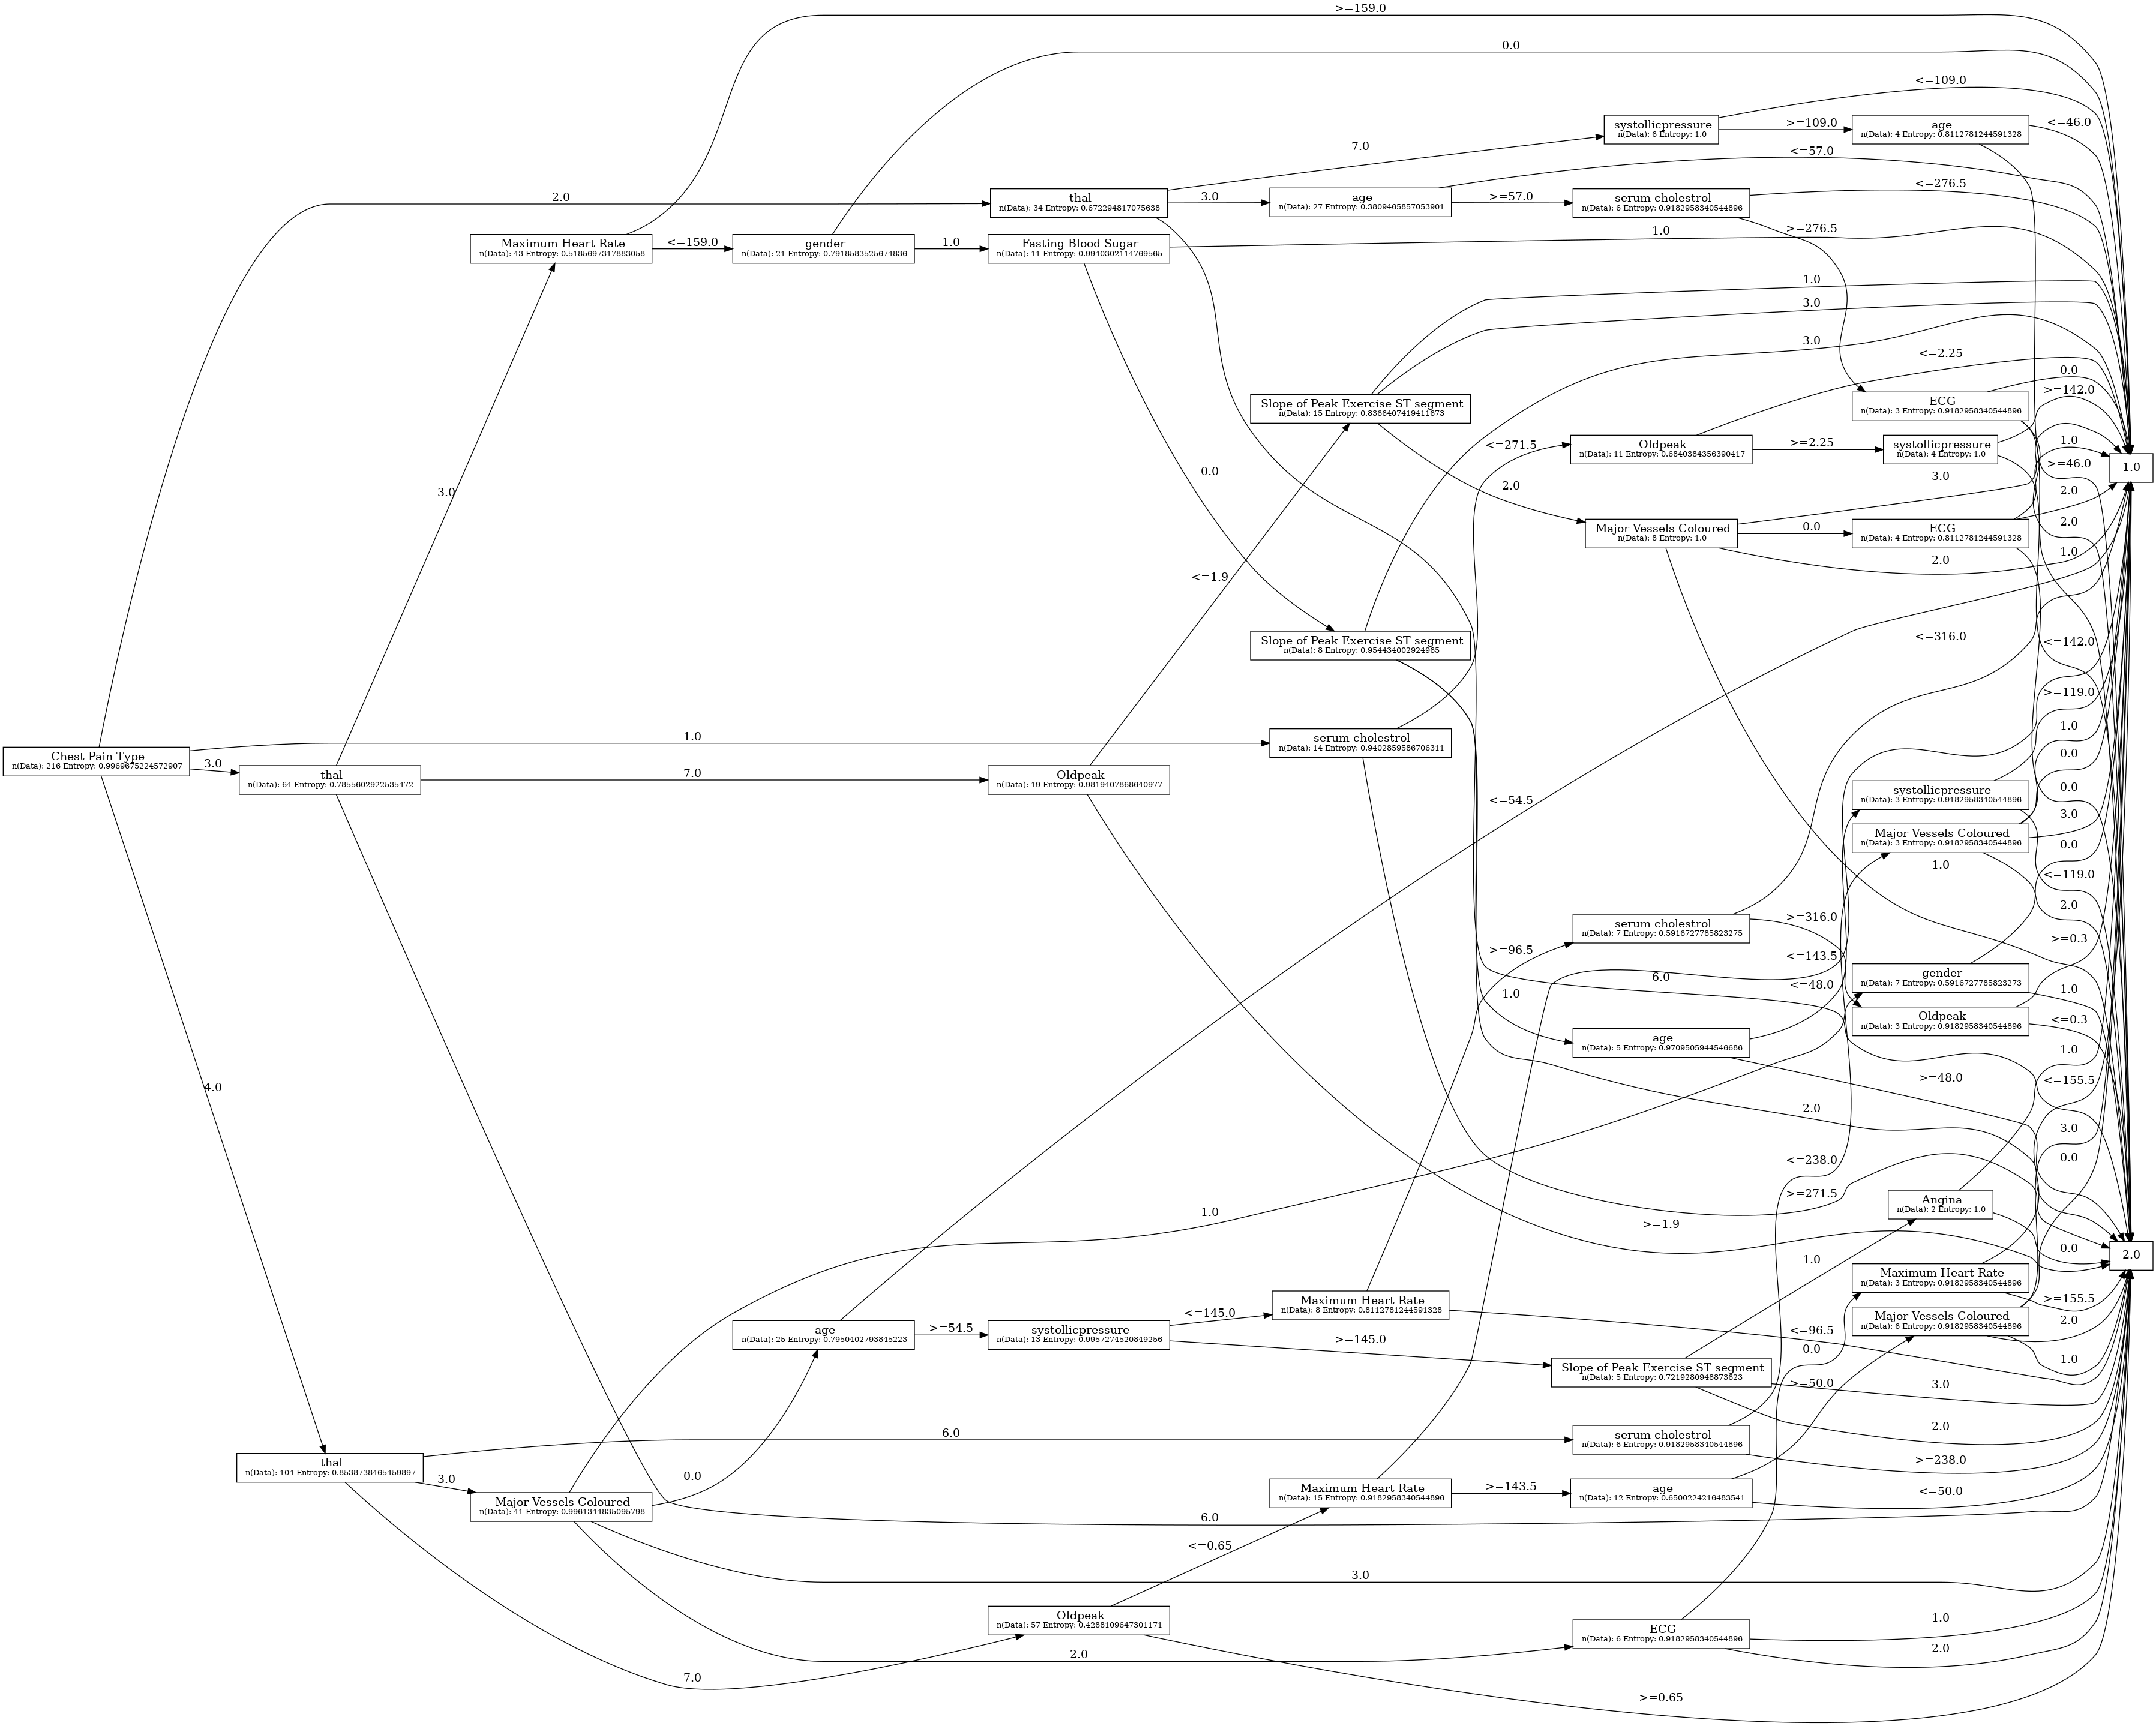 >=159.0
0.0
<=109.0
systollicpressure
n(Data): 6 Entropy: 1.0
>=109.0
age
n(Data): 4 Entropy: 0.8112781244591328
<=46.0
7.0
<=57.0
2.0
thal
n(Data): 34 Entropy: 0.672294817075638
3.0
age
n(Data): 27 Entropy: 0.3809465857053901
>=57.0
serum cholestrol
n(Data): 6 Entropy: 0.9182958340544896
<=276.5
Maximum Heart Rate
n(Data): 43 Entropy: 0.5185697317883058
<=159.0
gender
n(Data): 21 Entropy: 0.7918583525674836
1.0
Fasting Blood Sugar
n(Data): 11 Entropy: 0.9940302114769565
1.0
>=276.5
1.0
3.0
3.0
<=2.25
0.0
Slope of Peak Exercise ST segment
n(Data): 15 Entropy: 0.8366407419411673
ECG
n(Data): 3 Entropy: 0.9182958340544896
>=142.0
<=271.5
Oldpeak
n(Data): 11 Entropy: 0.6840384356390417
>=2.25
systollicpressure
n(Data): 4 Entropy: 1.0
1.0
0.0
1.0
>=46.0
3.0
3.0
2.0
2.0
Major Vessels Coloured
n(Data): 8 Entropy: 1.0
0.0
ECG
n(Data): 4 Entropy: 0.8112781244591328
2.0
1.0
2.0
<=1.9
Slope of Peak Exercise ST segment
n(Data): 8 Entropy: 0.954434002924965
<=316.0
<=142.0
>=119.0
1.0
serum cholestrol
n(Data): 14 Entropy: 0.9402859586706311
1.0
0.0
Chest Pain Type
n(Data): 216 Entropy: 0.9969675224572907
3.0
thal
n(Data): 64 Entropy: 0.7855602922535472
7.0
Oldpeak
n(Data): 19 Entropy: 0.9819407868640977
<=54.5
systollicpressure
n(Data): 3 Entropy: 0.9182958340544896
0.0
3.0
Major Vessels Coloured
n(Data): 3 Entropy: 0.9182958340544896
0.0
1.0
<=119.0
2.0
serum cholestrol
n(Data): 7 Entropy: 0.5916727785823275
>=316.0
>=96.5
>=0.3
<=143.5
6.0
gender
n(Data): 7 Entropy: 0.5916727785823273
<=48.0
1.0
1.0
Oldpeak
n(Data): 3 Entropy: 0.9182958340544896
<=0.3
age
n(Data): 5 Entropy: 0.9709505944546686
1.0
>=48.0
<=155.5
4.0
2.0
3.0
<=238.0
0.0
>=271.5
Angina
n(Data): 2 Entropy: 1.0
1.0
>=1.9
1.0
0.0
2.0
Maximum Heart Rate
n(Data): 3 Entropy: 0.9182958340544896
>=155.5
Maximum Heart Rate
n(Data): 8 Entropy: 0.8112781244591328
<=145.0
Major Vessels Coloured
n(Data): 6 Entropy: 0.9182958340544896
2.0
age
n(Data): 25 Entropy: 0.7950402793845223
>=54.5
systollicpressure
n(Data): 13 Entropy: 0.9957274520849256
>=145.0
<=96.5
0.0
1.0
Slope of Peak Exercise ST segment
n(Data): 5 Entropy: 0.7219280948873623
>=50.0
3.0
2.0
6.0
serum cholestrol
n(Data): 6 Entropy: 0.9182958340544896
>=238.0
thal
n(Data): 104 Entropy: 0.8538738465459897
3.0
0.0
Major Vessels Coloured
n(Data): 41 Entropy: 0.9961344835095798
Maximum Heart Rate
n(Data): 15 Entropy: 0.9182958340544896
>=143.5
age
n(Data): 12 Entropy: 0.6500224216483541
<=50.0
6.0
<=0.65
3.0
Oldpeak
n(Data): 57 Entropy: 0.4288109647301171
ECG
n(Data): 6 Entropy: 0.9182958340544896
1.0
2.0
2.0
7.0
>=0.65